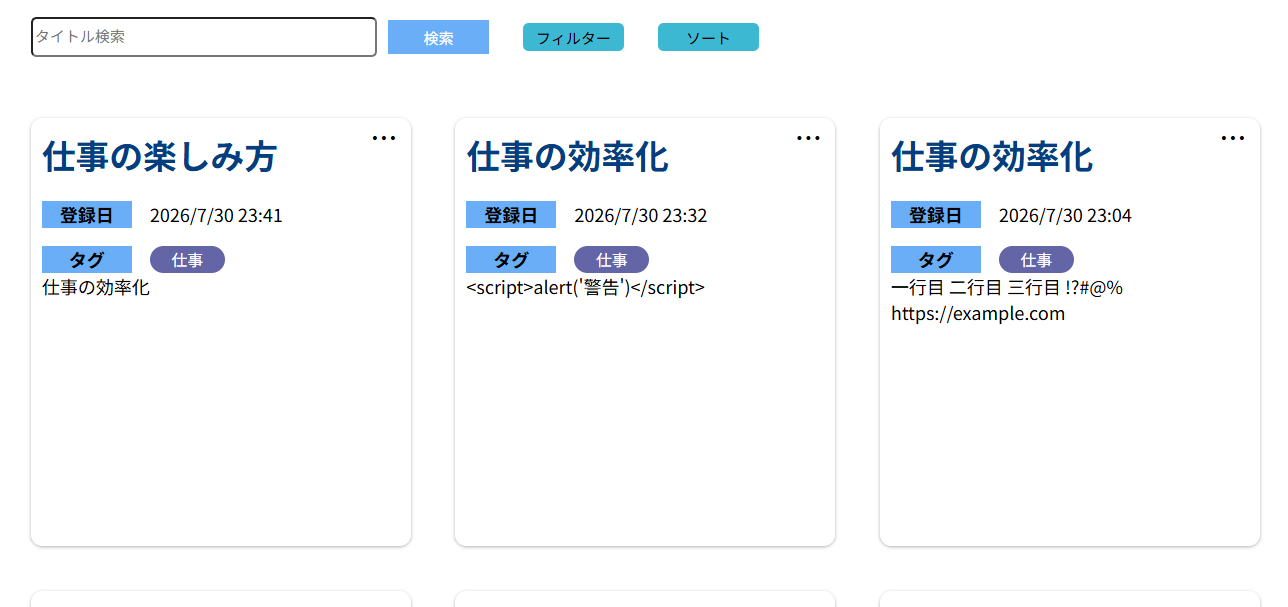 タイトル検索 検索 フィルター ソート
仕事の楽しみ方 …
登録日 2026/7/30 23:41
タグ 仕事
仕事の効率化
仕事の効率化 …
登録日 2026/7/30 23:32
タグ 仕事
<script>alert('警告')</script>
仕事の効率化 …
登録日 2026/7/30 23:04
タグ 仕事
一行目 二行目 三行目 !?#@%
https://example.com